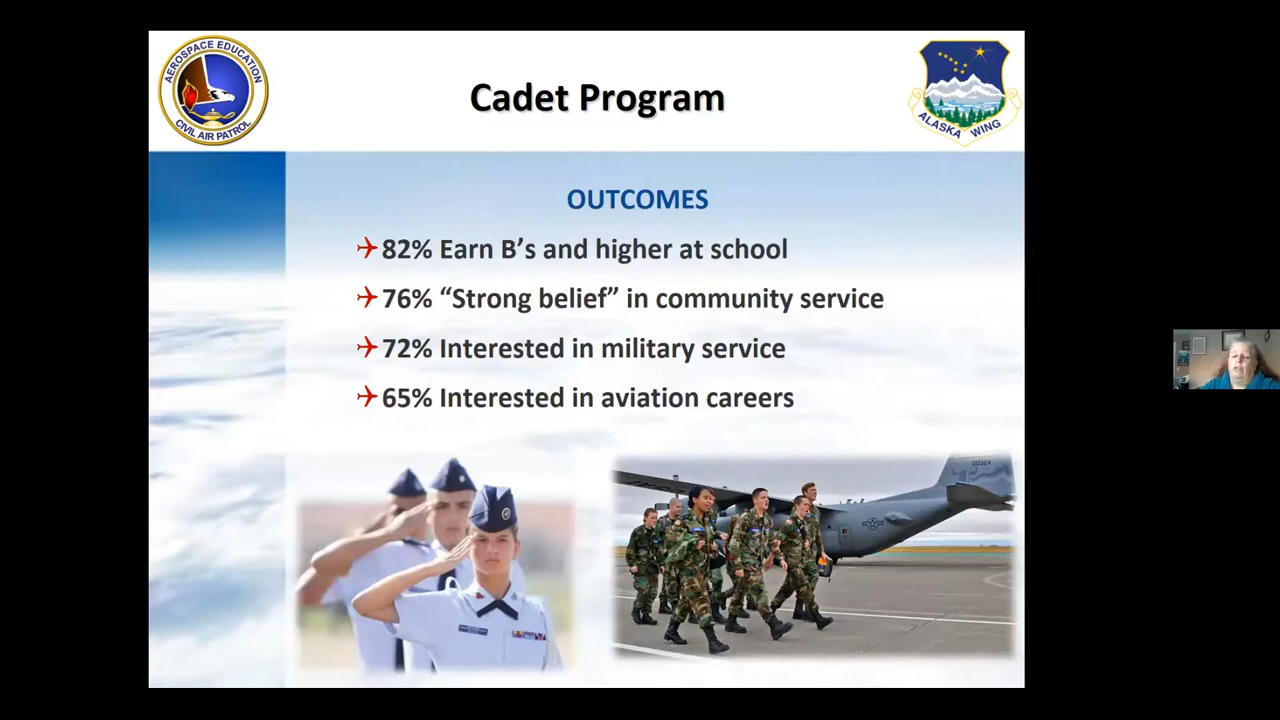 AEROSPACE EDUCATION
CIVIL AIR PATROL
Cadet Program
ALASKA WING
OUTCOMES
82% Earn B’s and higher at school
76% “Strong belief” in community service
72% Interested in military service
65% Interested in aviation careers